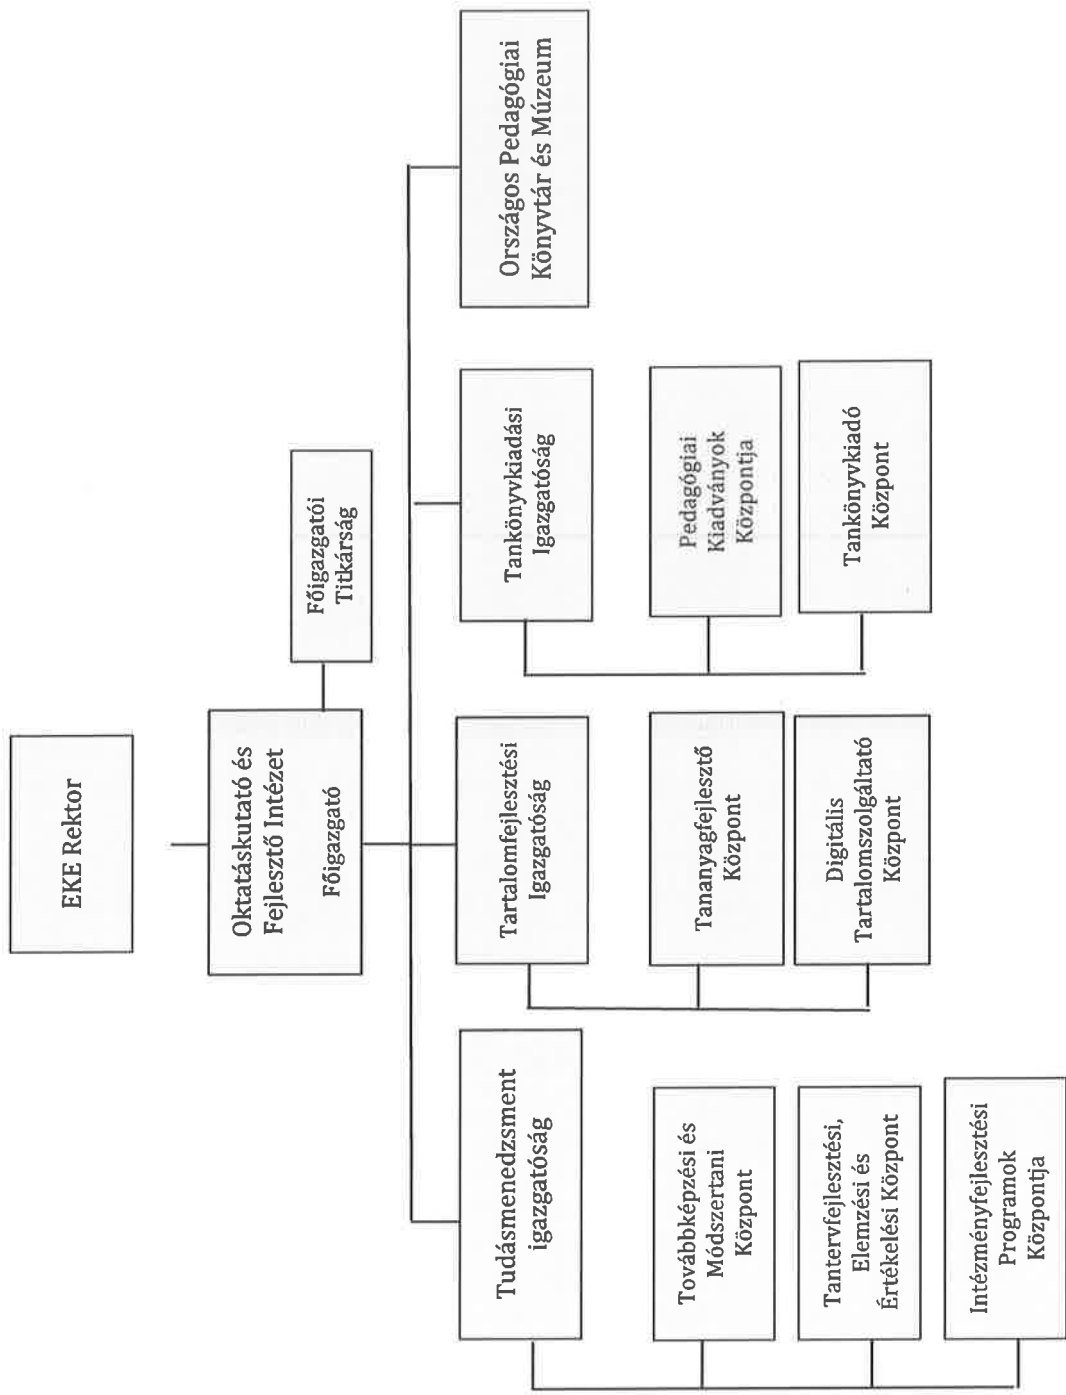 EKE Rektor
Oktatáskutató és
Fejlesztő Intézet
Főigazgató
Főigazgatói
Titkárság
Tudásmenedzsment
igazgatóság
Továbbképzési és
Módszertani
Központ
Tantervfejlesztési,
Elemzési és
Értékelési Központ
Intézményfejlesztési
Programok
Központja
Tartalomfejlesztési
Igazgatóság
Tananyagfejlesztő
Központ
Digitális
Tartalomszolgáltató
Központ
Tankönyvkiadási
Igazgatóság
Pedagógiai
Kiadványok
Központja
Tankönyvkiadó
Központ
Országos Pedagógiai
Könyvtár és Múzeum